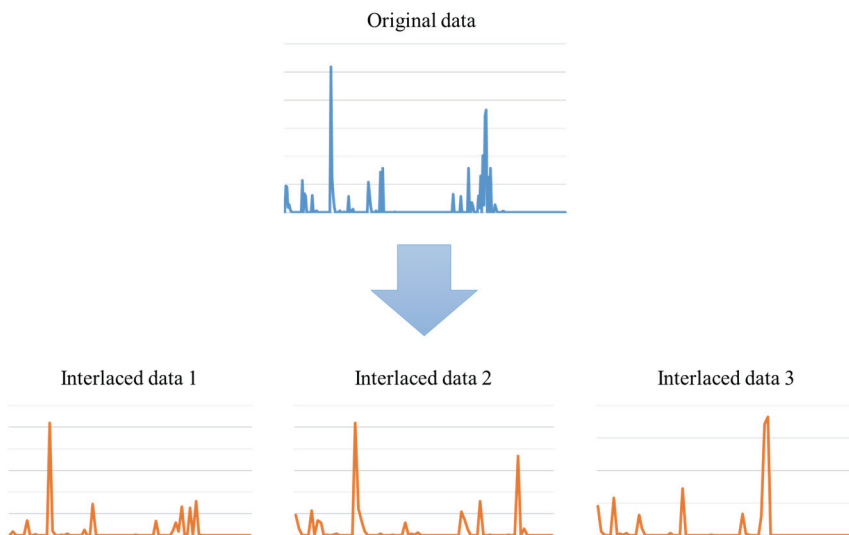 Original data
Interlaced data 1
Interlaced data 2
Interlaced data 3